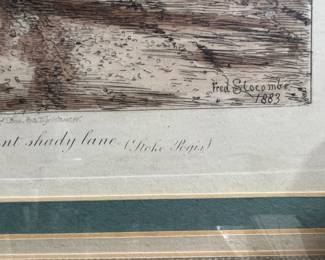 Fred Slocombe
1883
nt shady lane (Stoke Pogis)